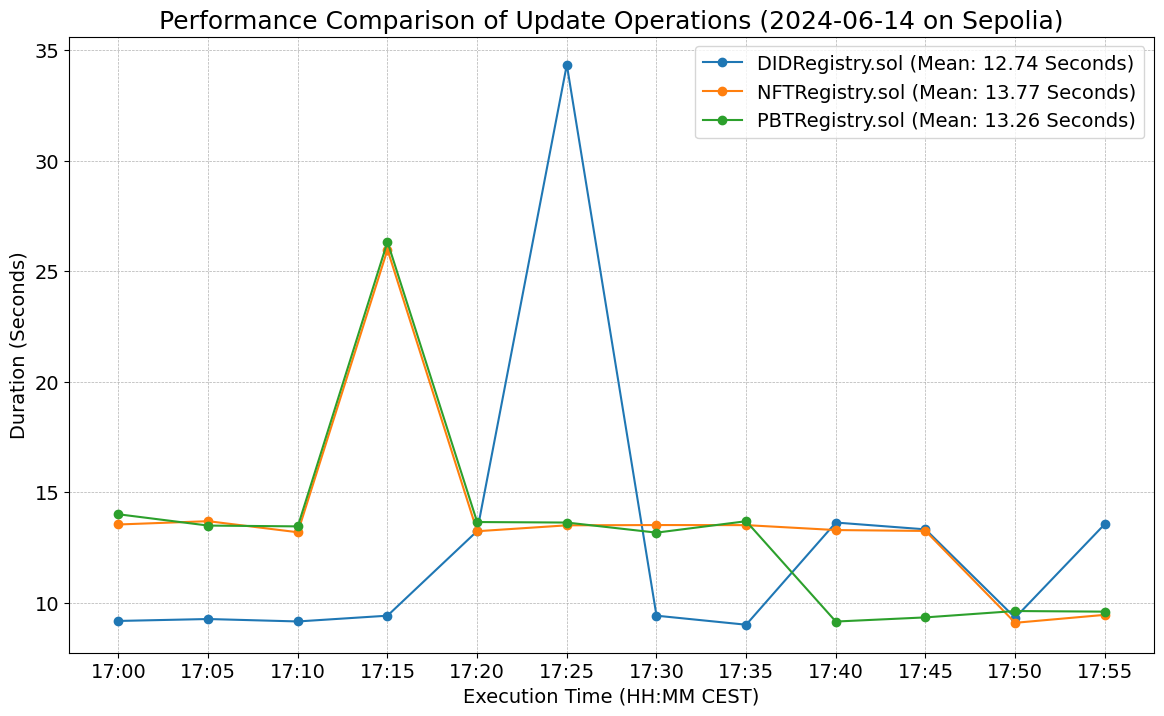 Performance Comparison of Update Operations (2024-06-14 on Sepolia)
DIDRegistry.sol (Mean: 12.74 Seconds)
NFTRegistry.sol (Mean: 13.77 Seconds)
PBTRegistry.sol (Mean: 13.26 Seconds)
Duration (Seconds)
35
30
25
20
15
10
17:00 17:05 17:10 17:15 17:20 17:25 17:30 17:35 17:40 17:45 17:50 17:55
Execution Time (HH:MM CEST)